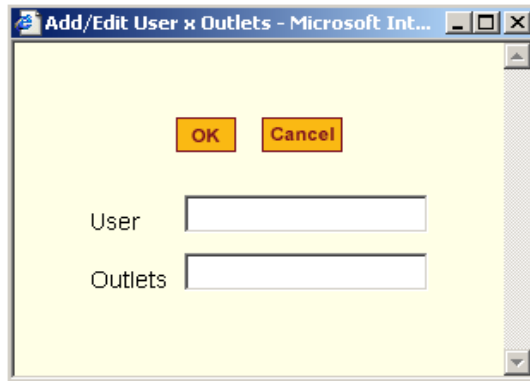 Add/Edit User x Outlets - Microsoft Int...
OK Cancel
User
Outlets